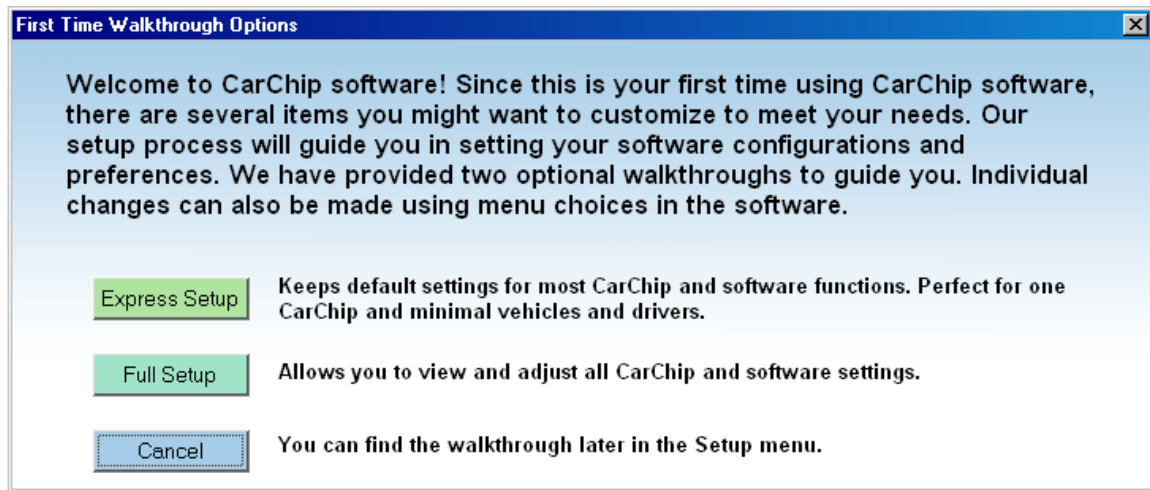 First Time Walkthrough Options
Welcome to CarChip software! Since this is your first time using CarChip software,
there are several items you might want to customize to meet your needs. Our
setup process will guide you in setting your software configurations and
preferences. We have provided two optional walkthroughs to guide you. Individual
changes can also be made using menu choices in the software.
Express Setup
Keeps default settings for most CarChip and software functions. Perfect for one
CarChip and minimal vehicles and drivers.
Full Setup
Allows you to view and adjust all CarChip and software settings.
Cancel
You can find the walkthrough later in the Setup menu.